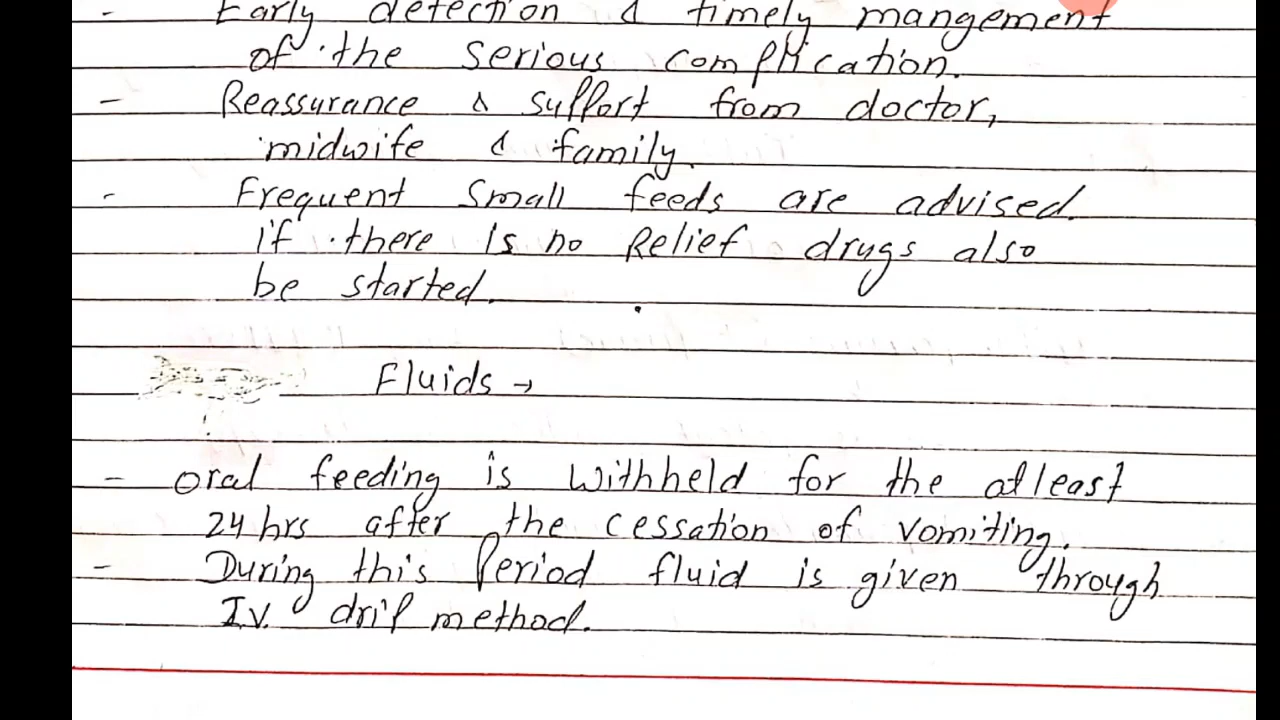 - Early detection & timely mangement
of the serious complication.
- Reassurance & support from doctor,
midwife & family.
- Frequent small feeds are advised.
if there is no Relief drugs also
be started.
Fluids →
- oral feeding is withheld for the atleast
24 hrs after the cessation of vomiting.
- During this Period fluid is given through
I.V. drip method.